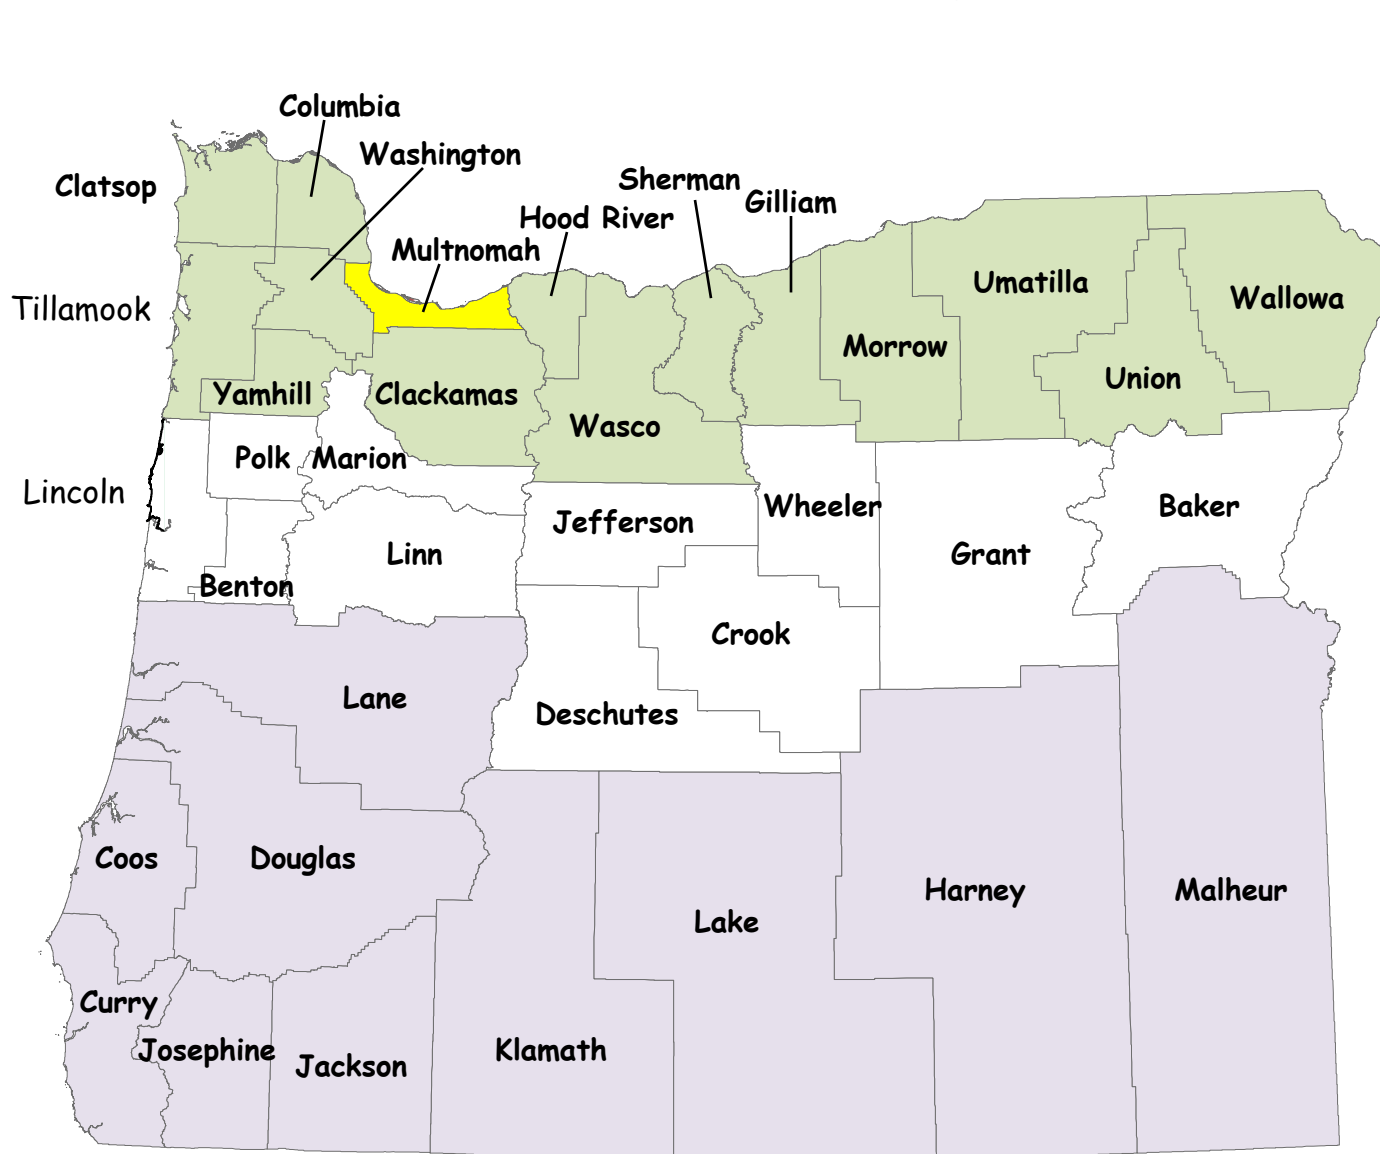 Columbia
Washington
Clatsop
Sherman
Gilliam
Hood River
Multnomah
Umatilla
Wallowa
Tillamook
Morrow
Union
Yamhill
Clackamas
Wasco
Polk
Marion
Lincoln
Wheeler
Baker
Jefferson
Linn
Grant
Benton
Crook
Lane
Deschutes
Coos
Douglas
Harney
Malheur
Lake
Curry
Josephine
Klamath
Jackson